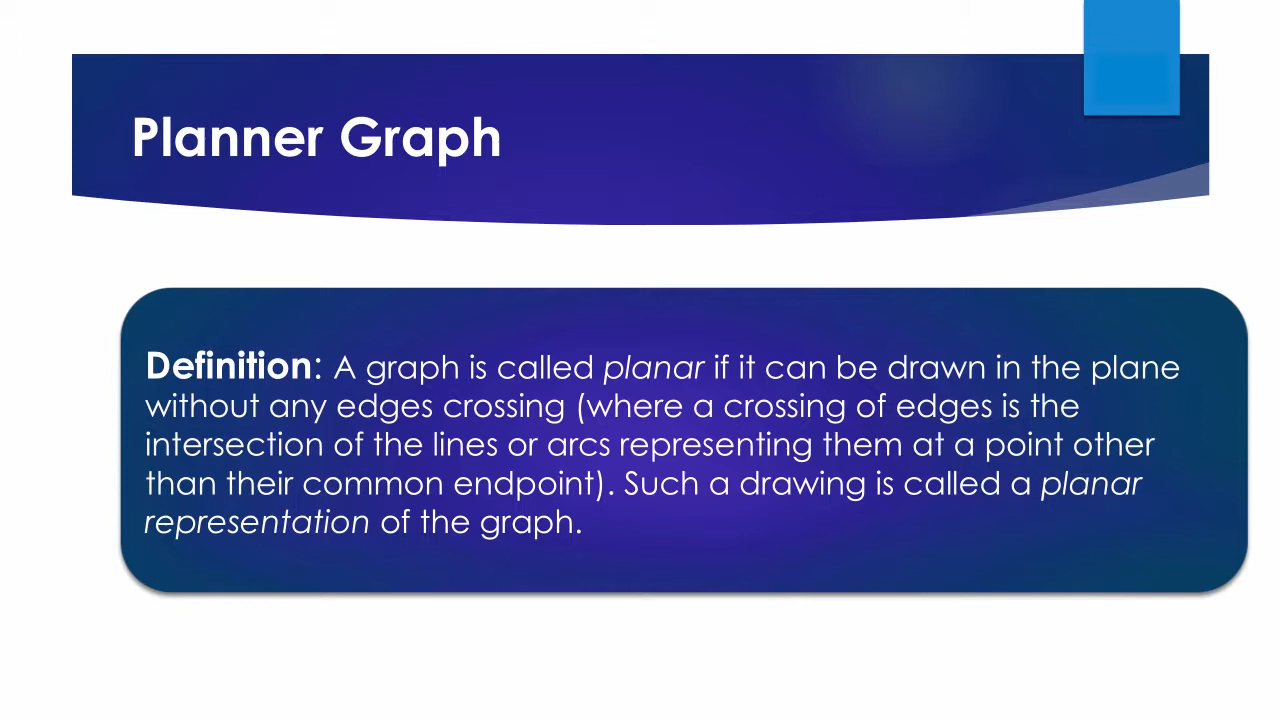 Planner Graph
Definition: A graph is called planar if it can be drawn in the plane
without any edges crossing (where a crossing of edges is the
intersection of the lines or arcs representing them at a point other
than their common endpoint). Such a drawing is called a planar
representation of the graph.